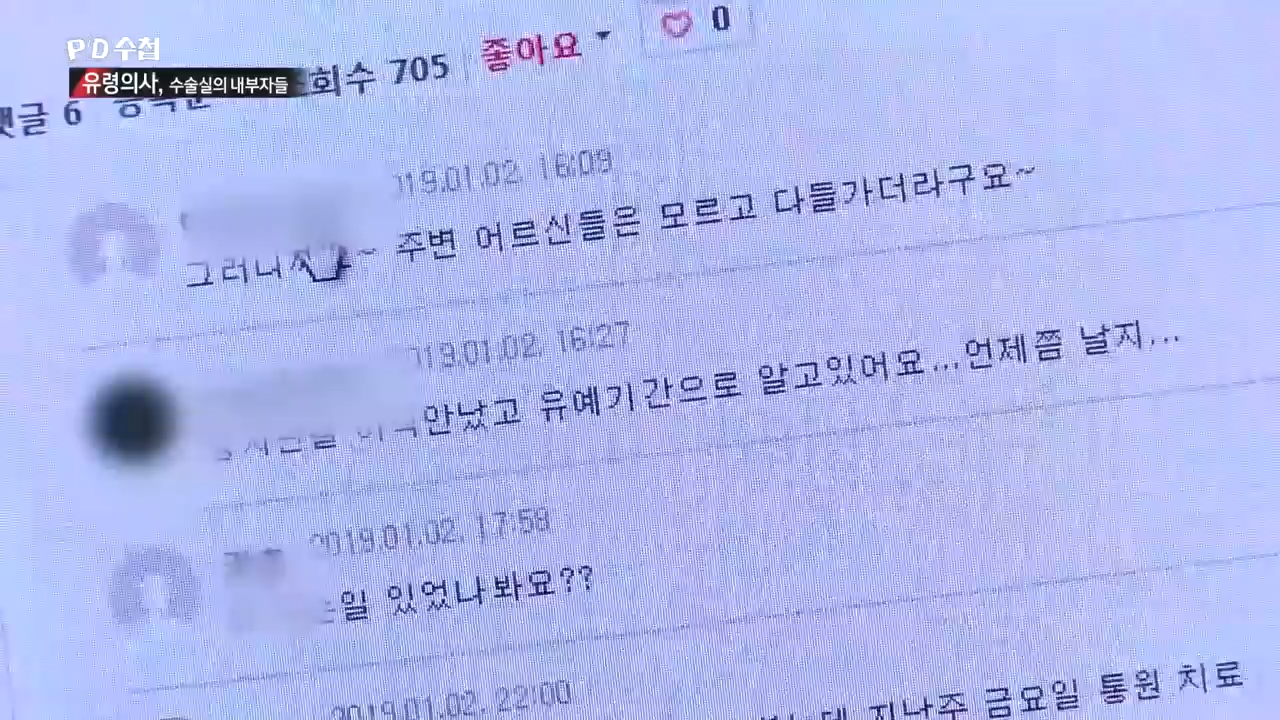 PD수첩
유령의사, 수술실의 내부자들
댓글 6 회수 705 좋아요 0
019.01.02. 16:09
주변 어르신들은 모르고 다들가더라구요~
019.01.02. 16:27
안났고 유예기간으로 알고있어요...언제쯤 날지...
2019.01.02. 17:58
일 있었나봐요??
2019.01.02. 22:00
지난주 금요일 통원 치료